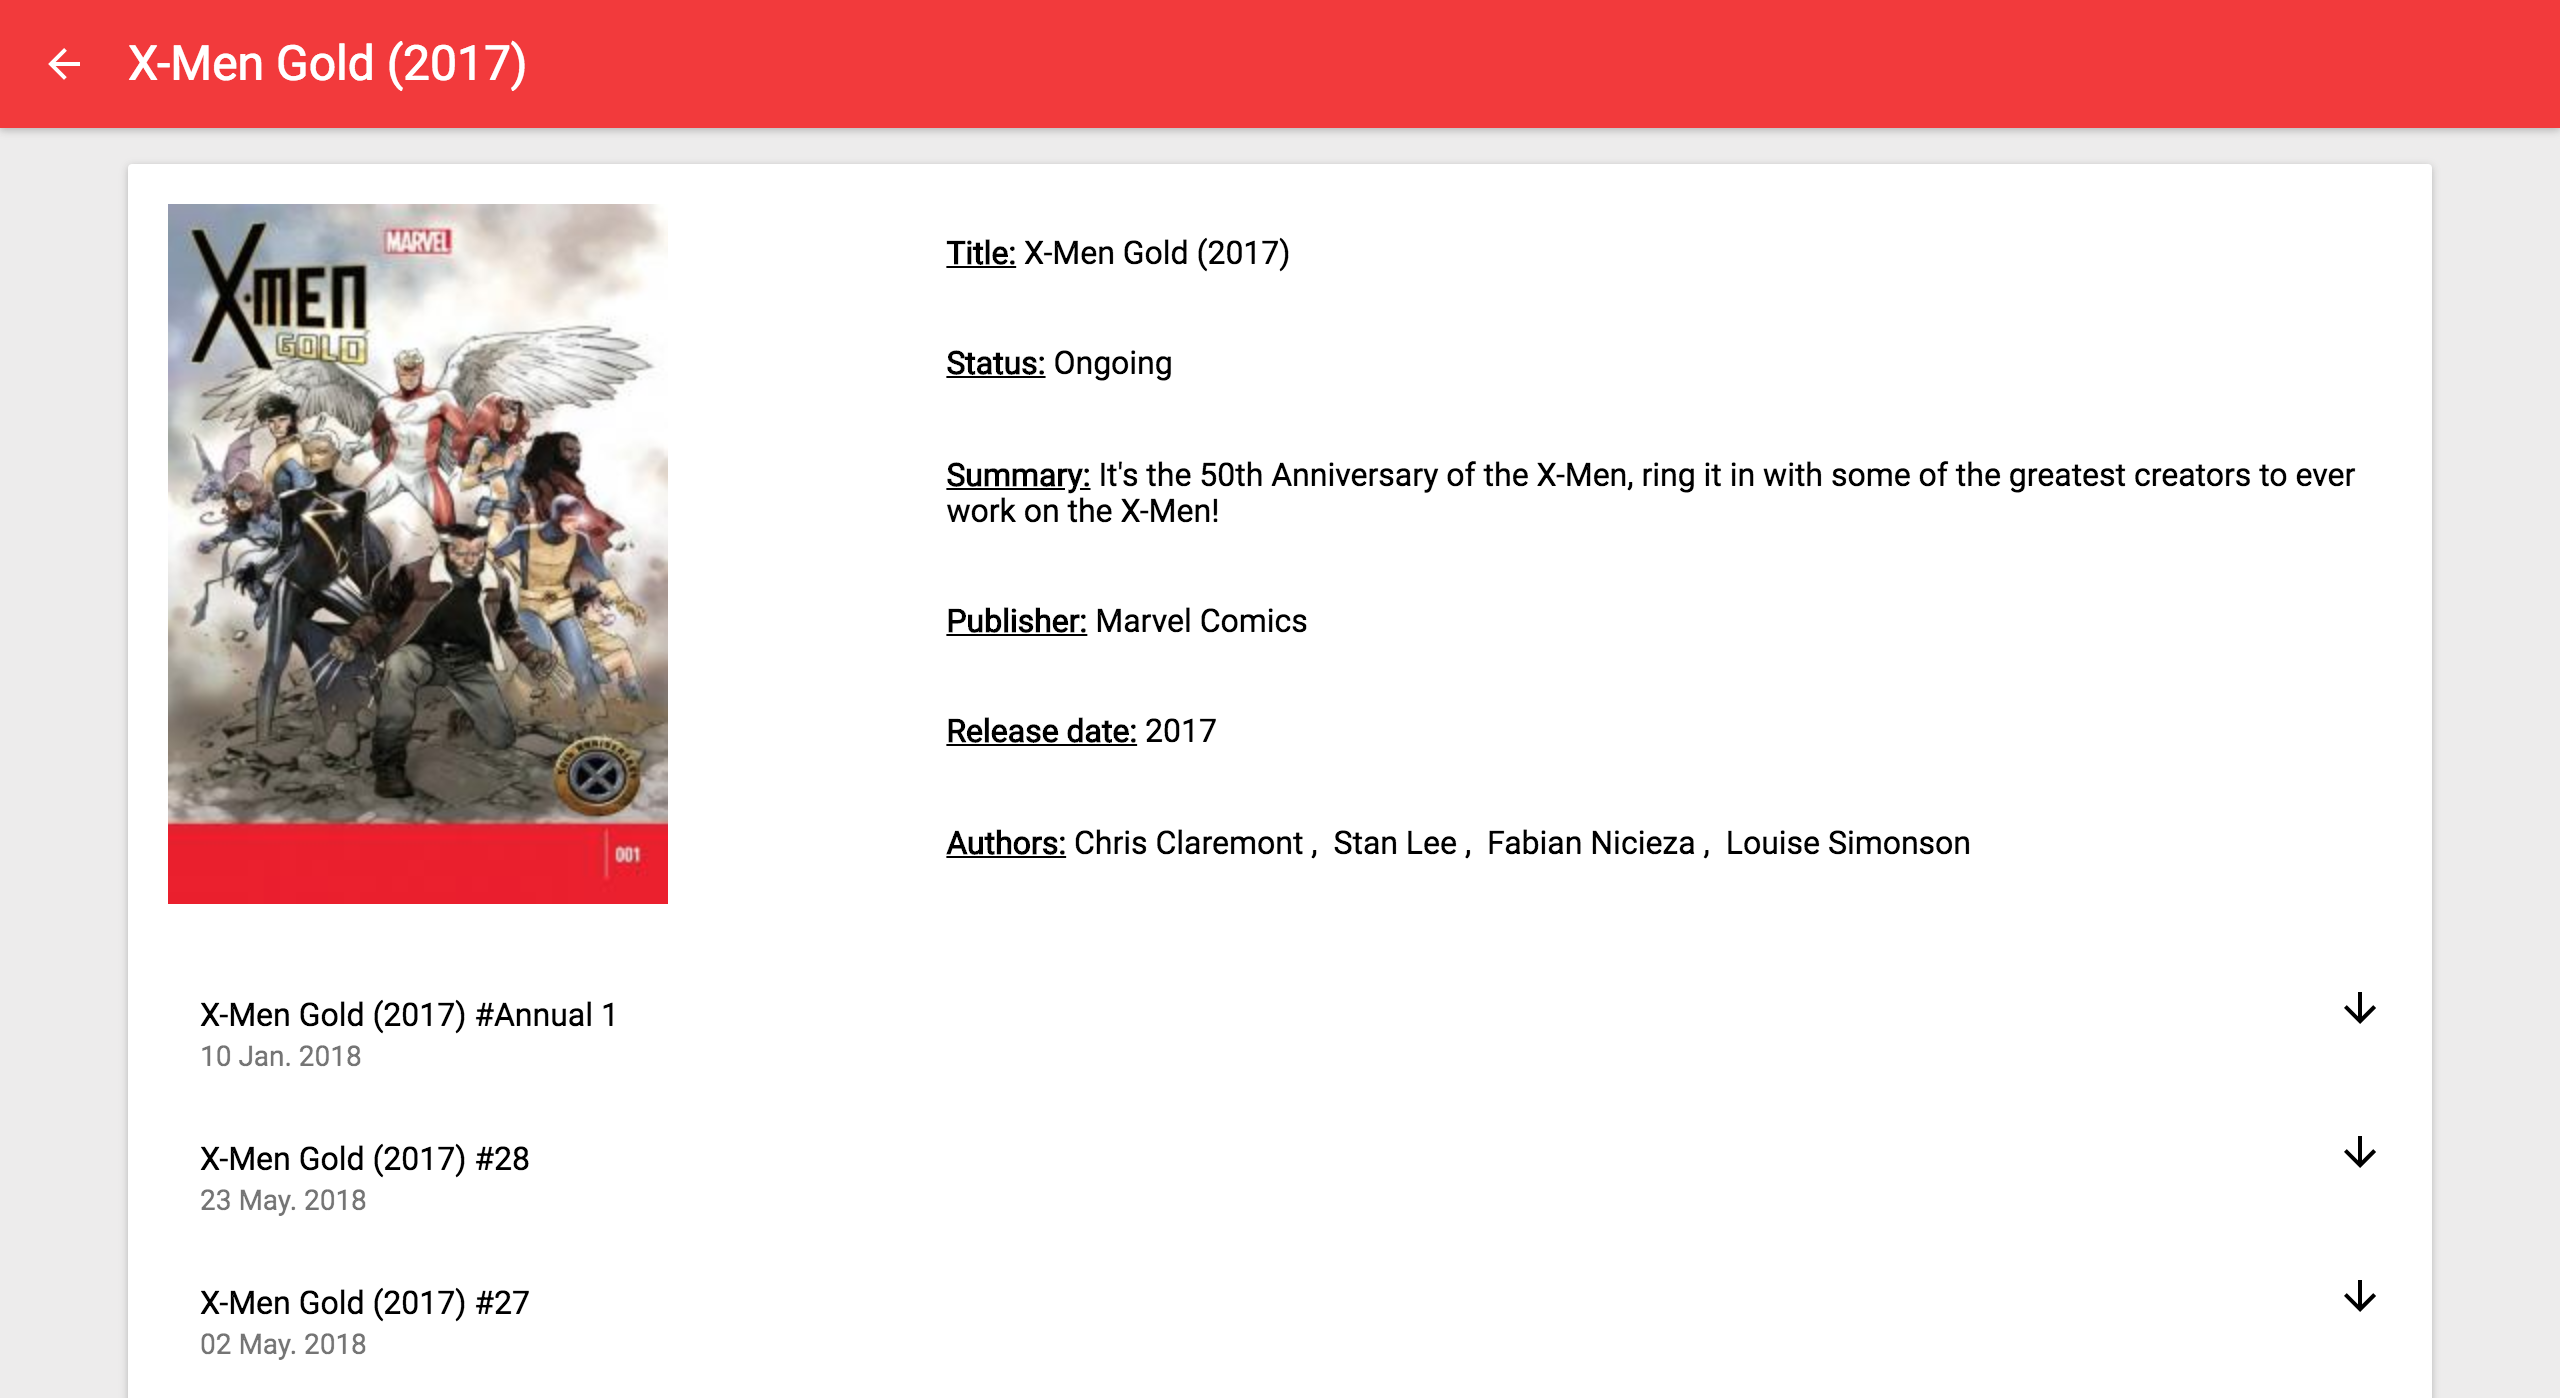 X-Men Gold (2017)
MARVEL
X-MEN
GOLD
50TH ANNIVERSARY
001
Title: X-Men Gold (2017)
Status: Ongoing
Summary: It's the 50th Anniversary of the X-Men, ring it in with some of the greatest creators to ever
work on the X-Men!
Publisher: Marvel Comics
Release date: 2017
Authors: Chris Claremont ,  Stan Lee ,  Fabian Nicieza ,  Louise Simonson
X-Men Gold (2017) #Annual 1
10 Jan. 2018
X-Men Gold (2017) #28
23 May. 2018
X-Men Gold (2017) #27
02 May. 2018